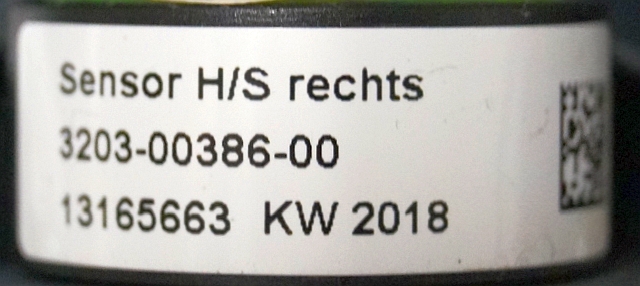 Sensor H/S rechts
3203-00386-00
13165663 KW 2018